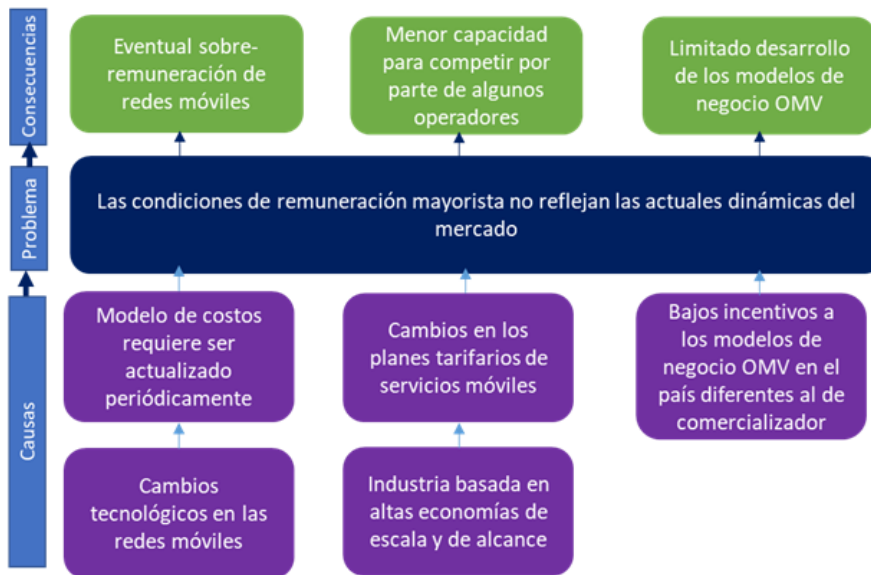 Consecuencias
Eventual sobre-
remuneración de
redes móviles
Menor capacidad
para competir por
parte de algunos
operadores
Limitado desarrollo
de los modelos de
negocio OMV
Problema
Las condiciones de remuneración mayorista no reflejan las actuales dinámicas del
mercado
Causas
Modelo de costos
requiere ser
actualizado
periódicamente
Cambios en los
planes tarifarios de
servicios móviles
Bajos incentivos a
los modelos de
negocio OMV en el
país diferentes al de
comercializador
Cambios
tecnológicos en las
redes móviles
Industria basada en
altas economías de
escala y de alcance